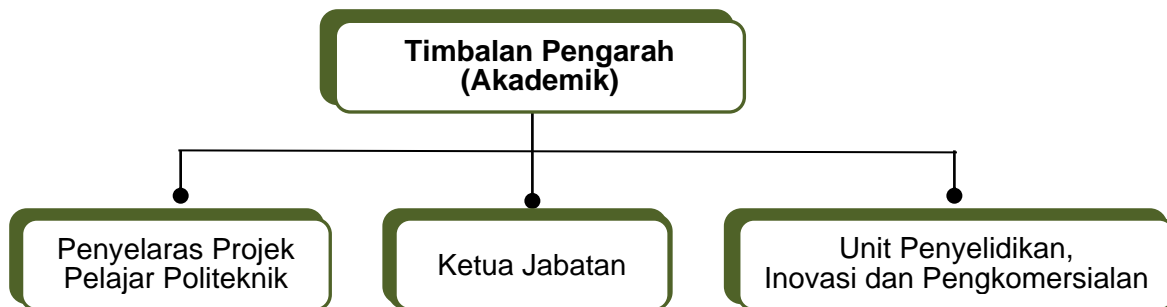 Timbalan Pengarah
(Akademik)
Penyelaras Projek
Pelajar Politeknik
Ketua Jabatan
Unit Penyelidikan,
Inovasi dan Pengkomersialan